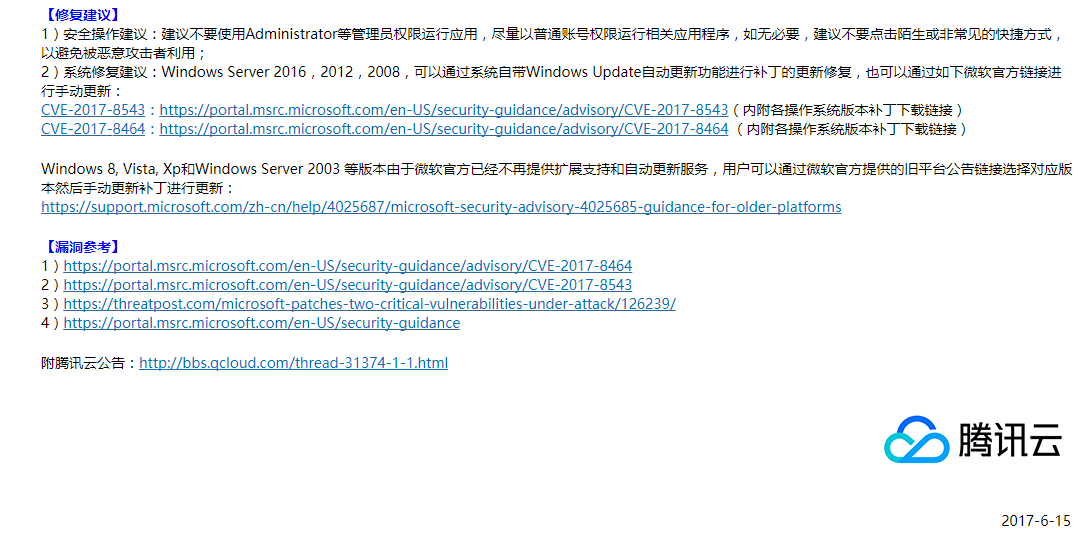 【修复建议】
1）安全操作建议：建议不要使用Administrator等管理员权限运行应用，尽量以普通账号权限运行相关应用程序，如无必要，建议不要点击陌生或非常见的快捷方式，
以避免被恶意攻击者利用；
2）系统修复建议：Windows Server 2016，2012，2008，可以通过系统自带Windows Update自动更新功能进行补丁的更新修复，也可以通过如下微软官方链接进
行手动更新：
CVE-2017-8543：https://portal.msrc.microsoft.com/en-US/security-guidance/advisory/CVE-2017-8543（内附各操作系统版本补丁下载链接）
CVE-2017-8464：https://portal.msrc.microsoft.com/en-US/security-guidance/advisory/CVE-2017-8464 （内附各操作系统版本补丁下载链接）
Windows 8, Vista, Xp和Windows Server 2003 等版本由于微软官方已经不再提供扩展支持和自动更新服务，用户可以通过微软官方提供的旧平台公告链接选择对应版
本然后手动更新补丁进行更新：
https://support.microsoft.com/zh-cn/help/4025687/microsoft-security-advisory-4025685-guidance-for-older-platforms
【漏洞参考】
1）https://portal.msrc.microsoft.com/en-US/security-guidance/advisory/CVE-2017-8464
2）https://portal.msrc.microsoft.com/en-US/security-guidance/advisory/CVE-2017-8543
3）https://threatpost.com/microsoft-patches-two-critical-vulnerabilities-under-attack/126239/
4）https://portal.msrc.microsoft.com/en-US/security-guidance
附腾讯云公告：http://bbs.qcloud.com/thread-31374-1-1.html
腾讯云
2017-6-15